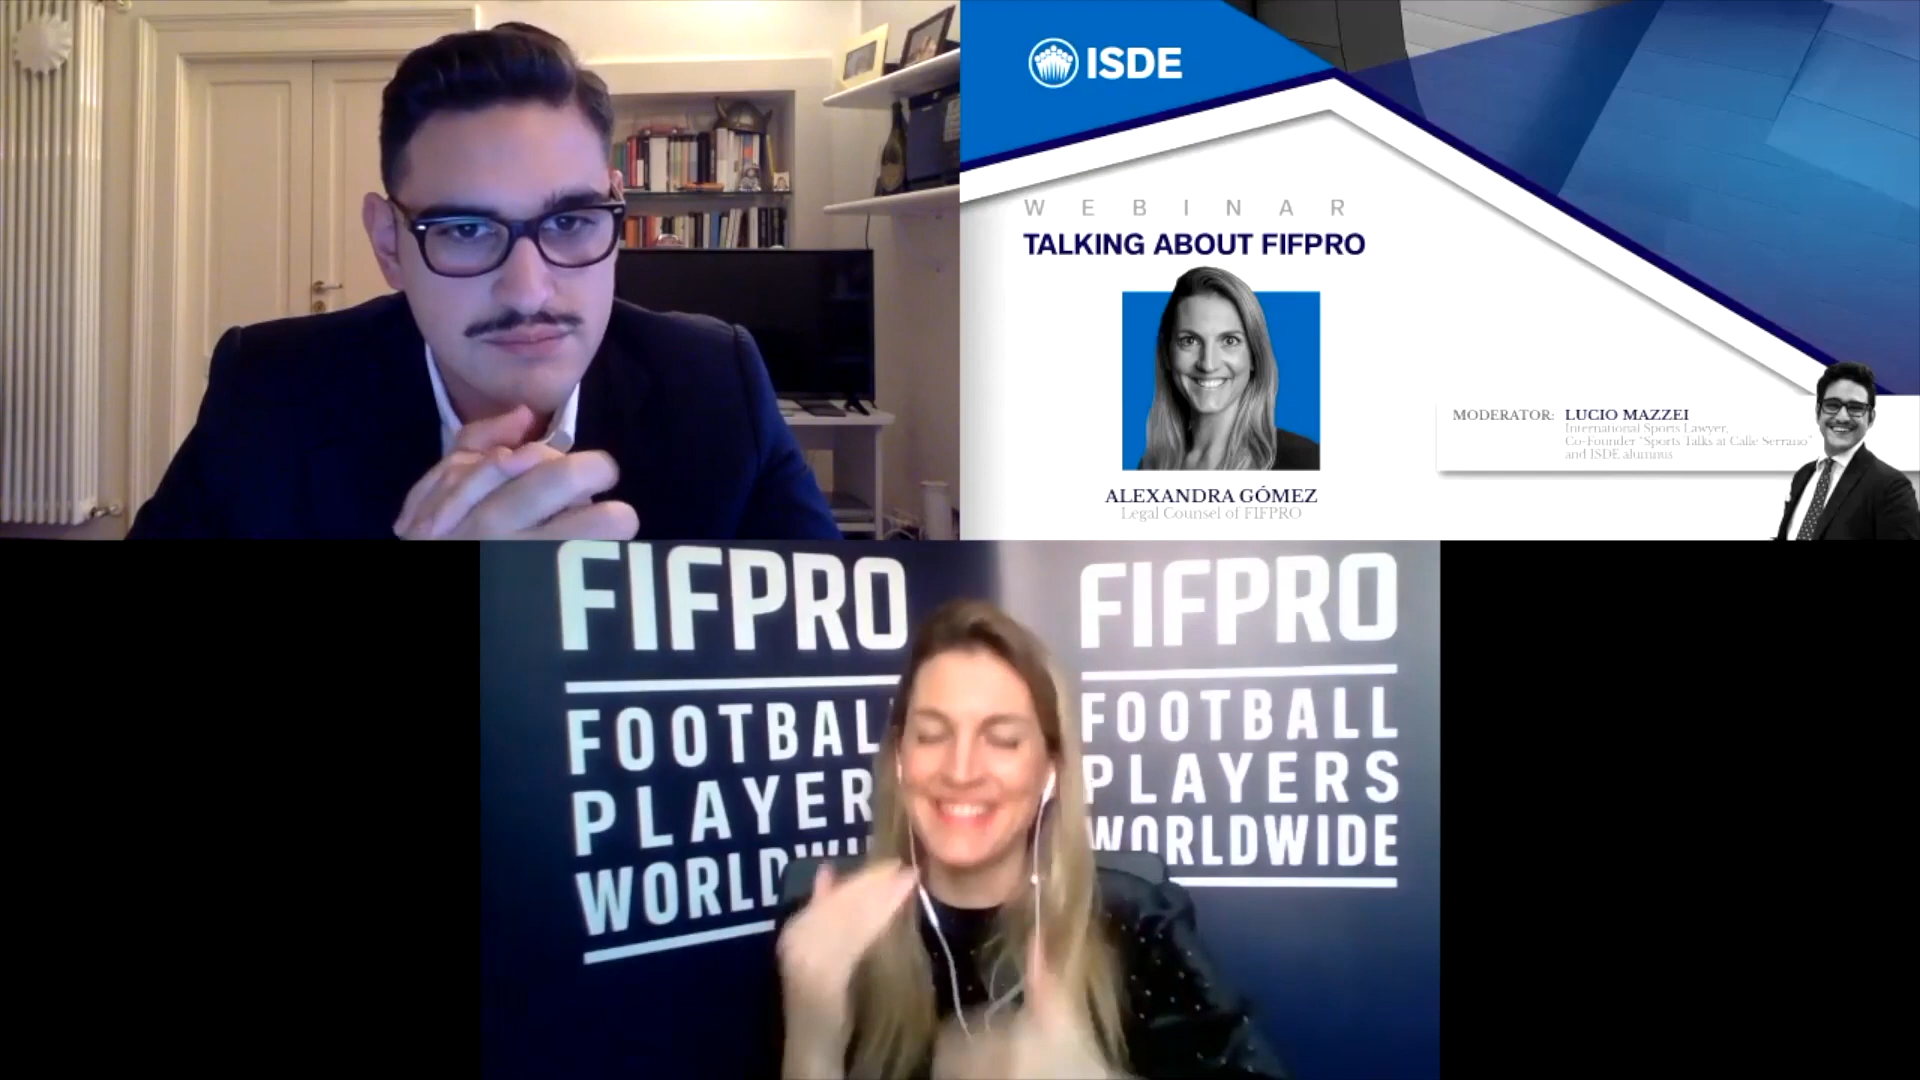 ISDE
WEBINAR
TALKING ABOUT FIFPRO
ALEXANDRA GÓMEZ
Legal Counsel of FIFPRO
MODERATOR: LUCIO MAZZEI
International Sports Lawyer,
Co-Founder "Sports Talks at Calle Serrano"
and ISDE alumnus
FIFPRO
FOOTBAL
PLAYER
WORLDWI
FIFPRO
FOOTBALL
PLAYERS
WORLDWIDE